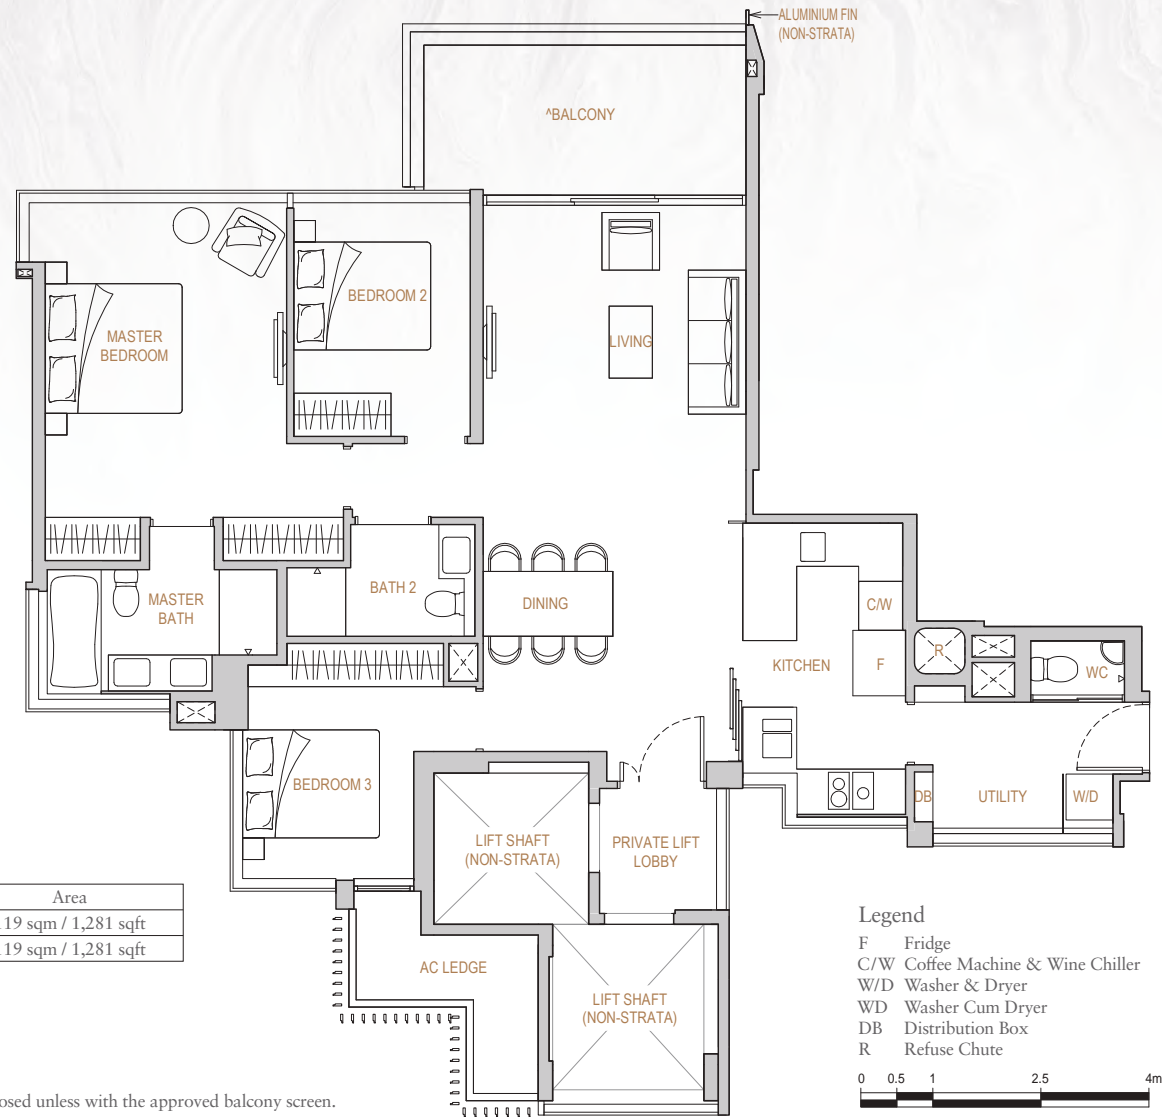 ALUMINIUM FIN
(NON-STRATA)
^BALCONY
BEDROOM 2
MASTER
BEDROOM
LIVING
MASTER
BATH
BATH 2
DINING
C/W
KITCHEN
F
R
WC
BEDROOM 3
DB
UTILITY
W/D
LIFT SHAFT
(NON-STRATA)
PRIVATE LIFT
LOBBY
AC LEDGE
LIFT SHAFT
(NON-STRATA)
Area
19 sqm / 1,281 sqft
19 sqm / 1,281 sqft
Legend
F Fridge
C/W Coffee Machine & Wine Chiller
W/D Washer & Dryer
WD Washer Cum Dryer
DB Distribution Box
R Refuse Chute
0 0.5 1 2.5 4m
unless with the approved balcony screen.